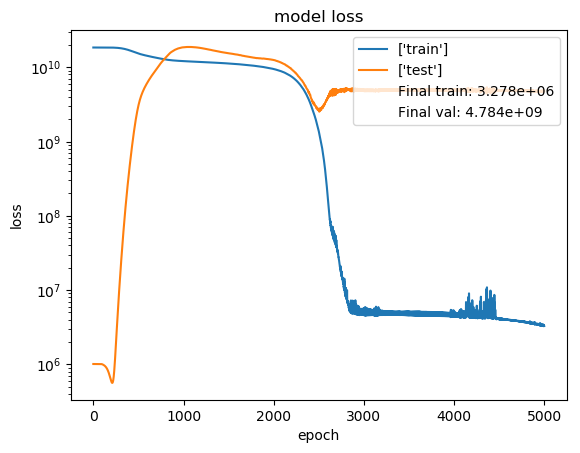 model loss
['train']
['test']
Final train: 3.278e+06
Final val: 4.784e+09
10^10
10^9
10^8
10^7
10^6
loss
0 1000 2000 3000 4000 5000
epoch